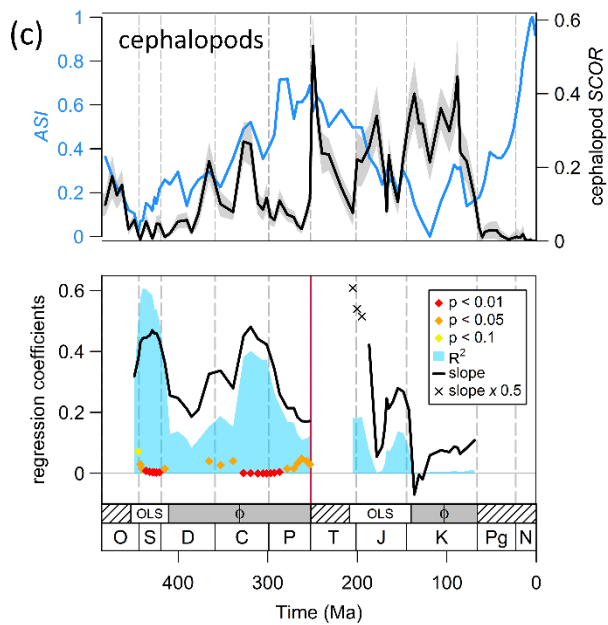 (c)
cephalopods
1
0.8
0.6
0.4
0.2
0
ASI
0.6
0.4
0.2
0
cephalopod SCOR
0.6
0.4
0.2
0
regression coefficients
p < 0.01
p < 0.05
p < 0.1
R²
slope
× slope x 0.5
OLS Φ OLS Φ
O S D C P T J K Pg N
400 300 200 100 0
Time (Ma)